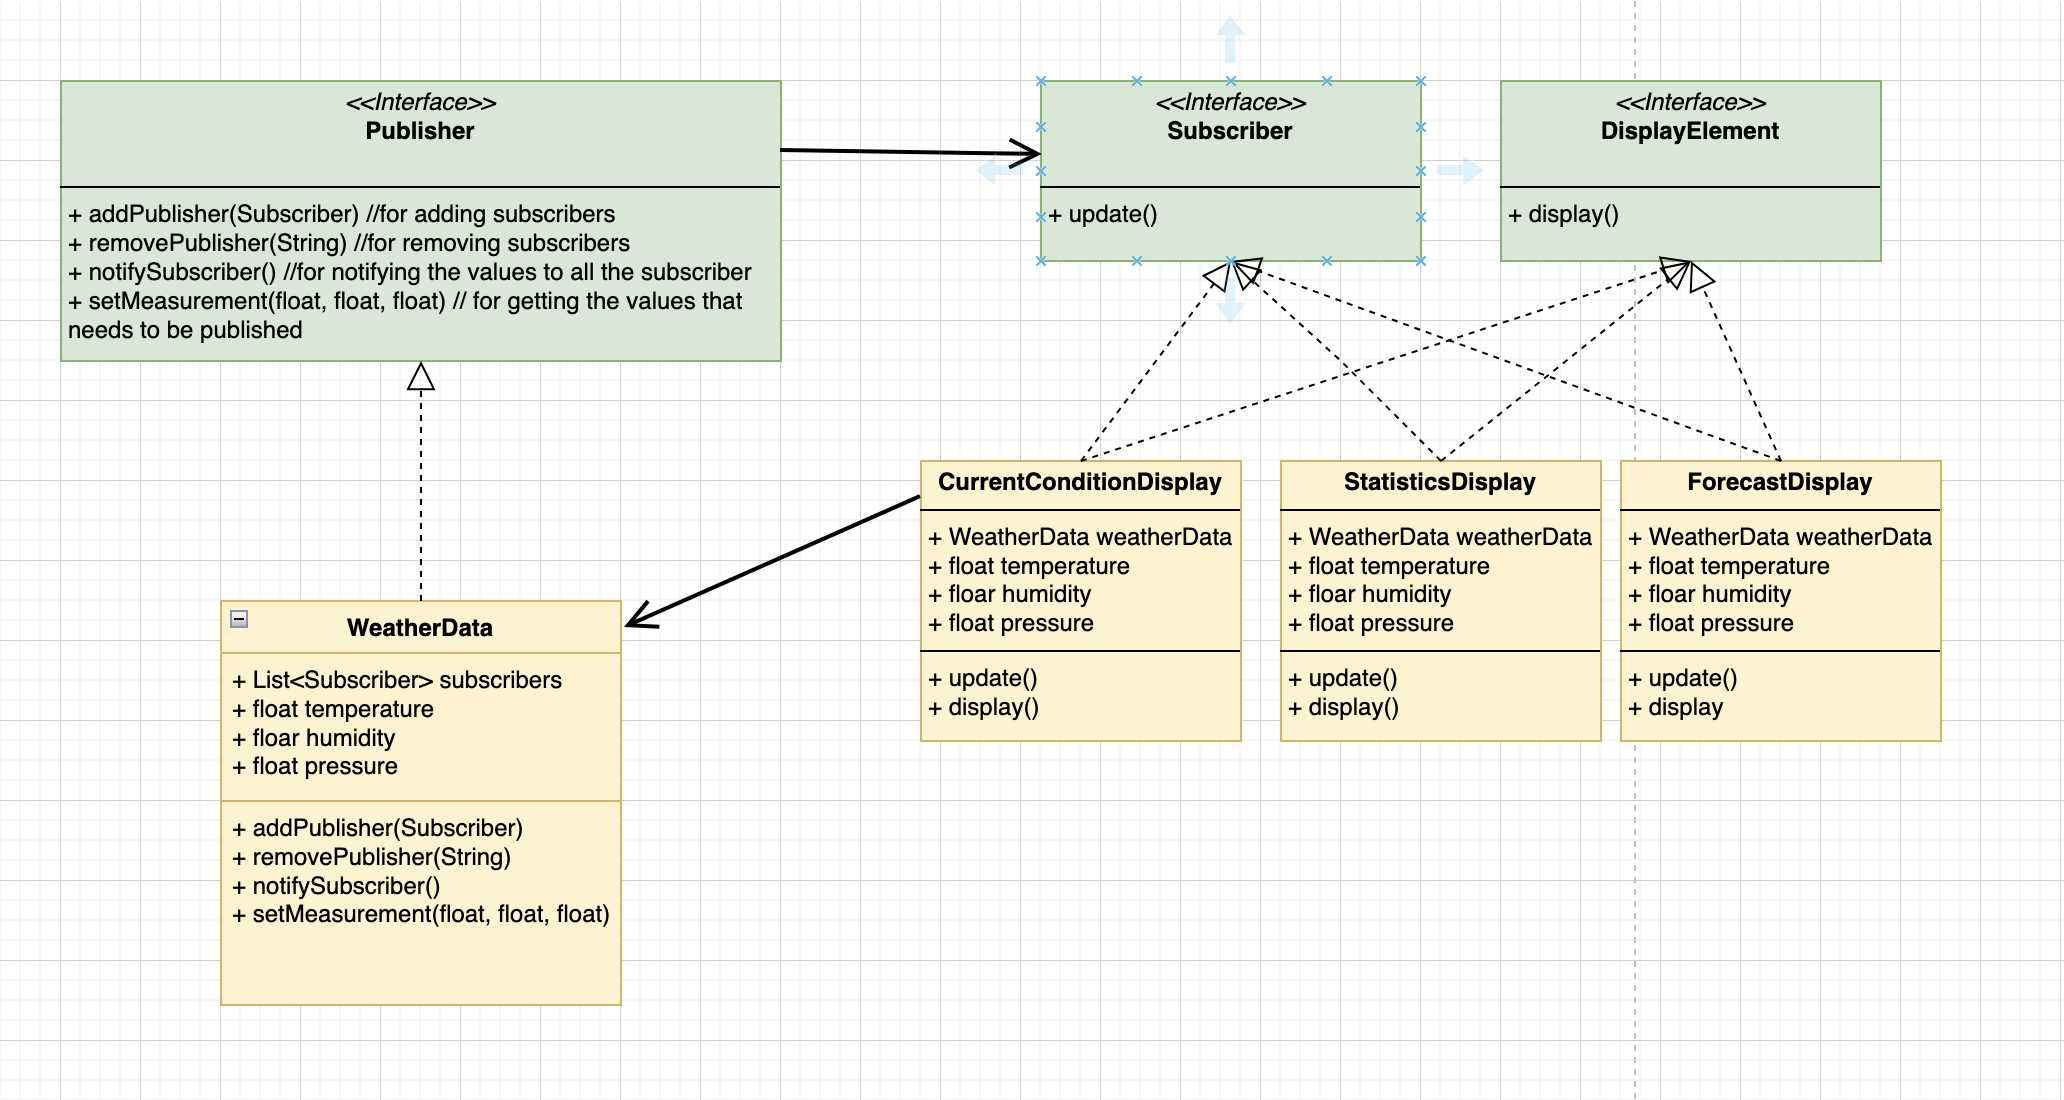 <<Interface>>
Publisher
+ addPublisher(Subscriber) //for adding subscribers
+ removePublisher(String) //for removing subscribers
+ notifySubscriber() //for notifying the values to all the subscriber
+ setMeasurement(float, float, float) // for getting the values that
needs to be published
<<Interface>>
Subscriber
+ update()
<<Interface>>
DisplayElement
+ display()
WeatherData
+ List<Subscriber> subscribers
+ float temperature
+ floar humidity
+ float pressure
+ addPublisher(Subscriber)
+ removePublisher(String)
+ notifySubscriber()
+ setMeasurement(float, float, float)
CurrentConditionDisplay
+ WeatherData weatherData
+ float temperature
+ floar humidity
+ float pressure
+ update()
+ display()
StatisticsDisplay
+ WeatherData weatherData
+ float temperature
+ floar humidity
+ float pressure
+ update()
+ display()
ForecastDisplay
+ WeatherData weatherData
+ float temperature
+ floar humidity
+ float pressure
+ update()
+ display